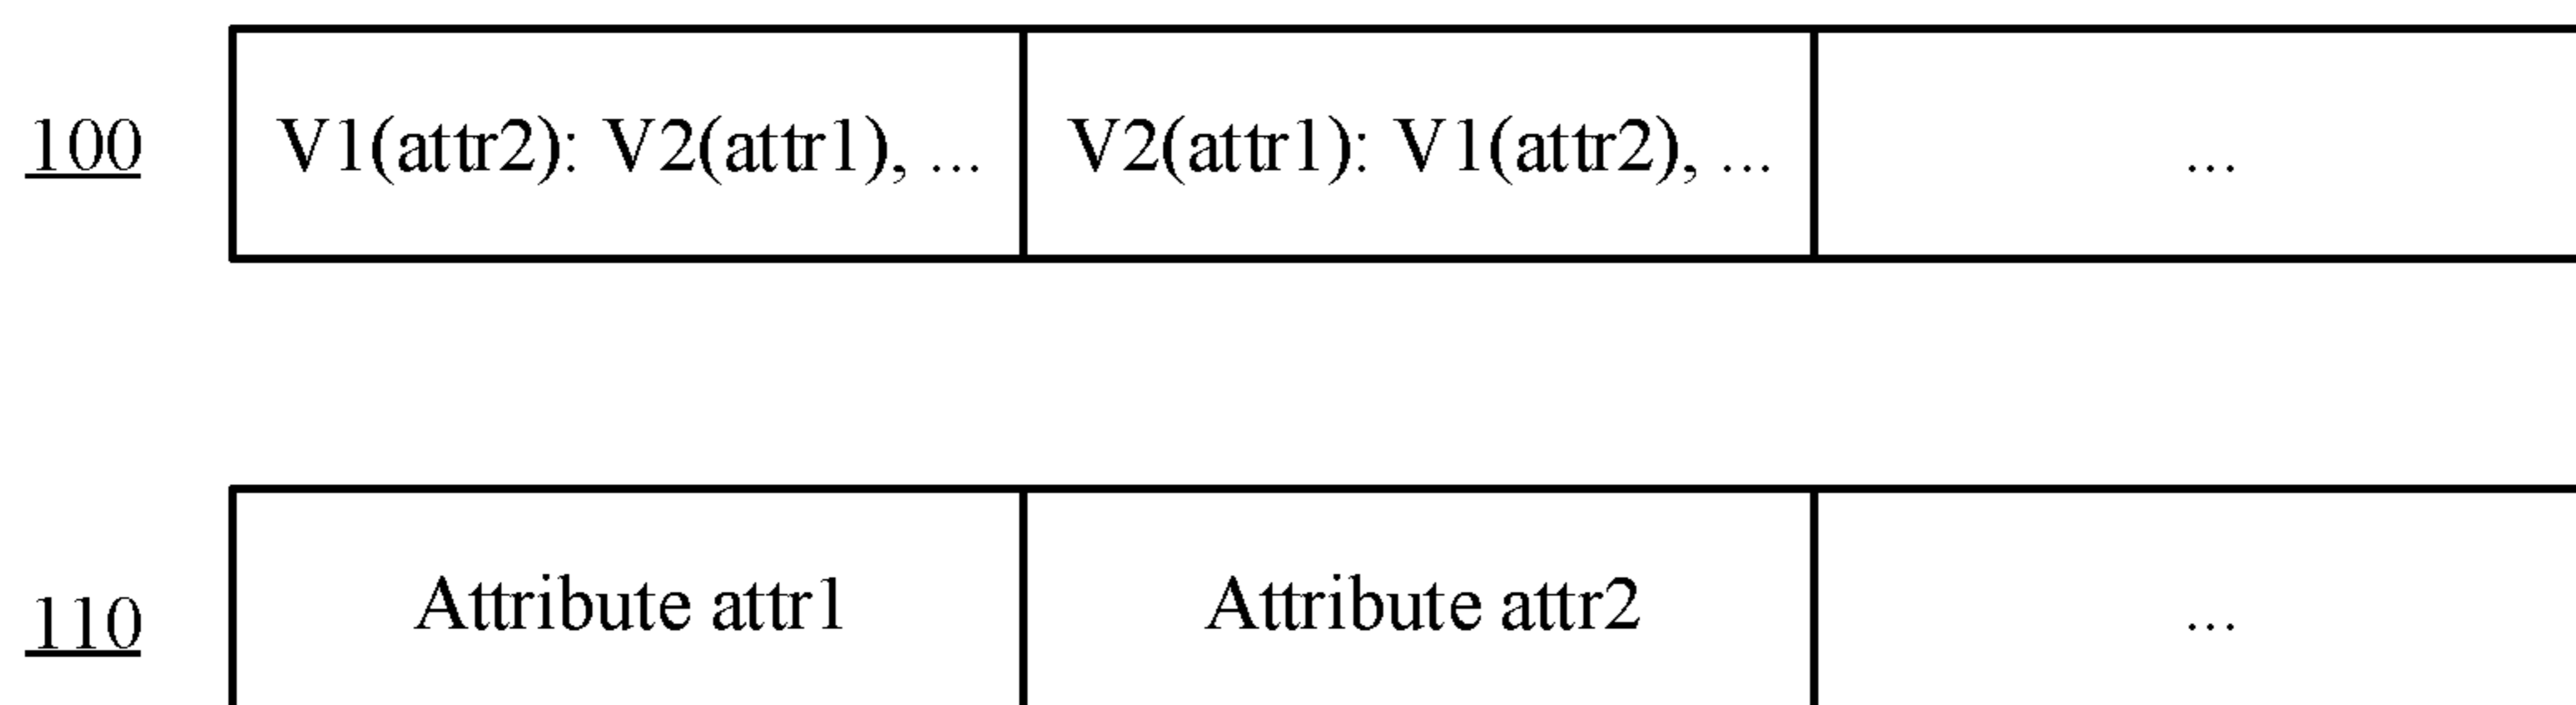 100 V1(attr2): V2(attr1), ... V2(attr1): V1(attr2), ... ...
110 Attribute attr1 Attribute attr2 ...